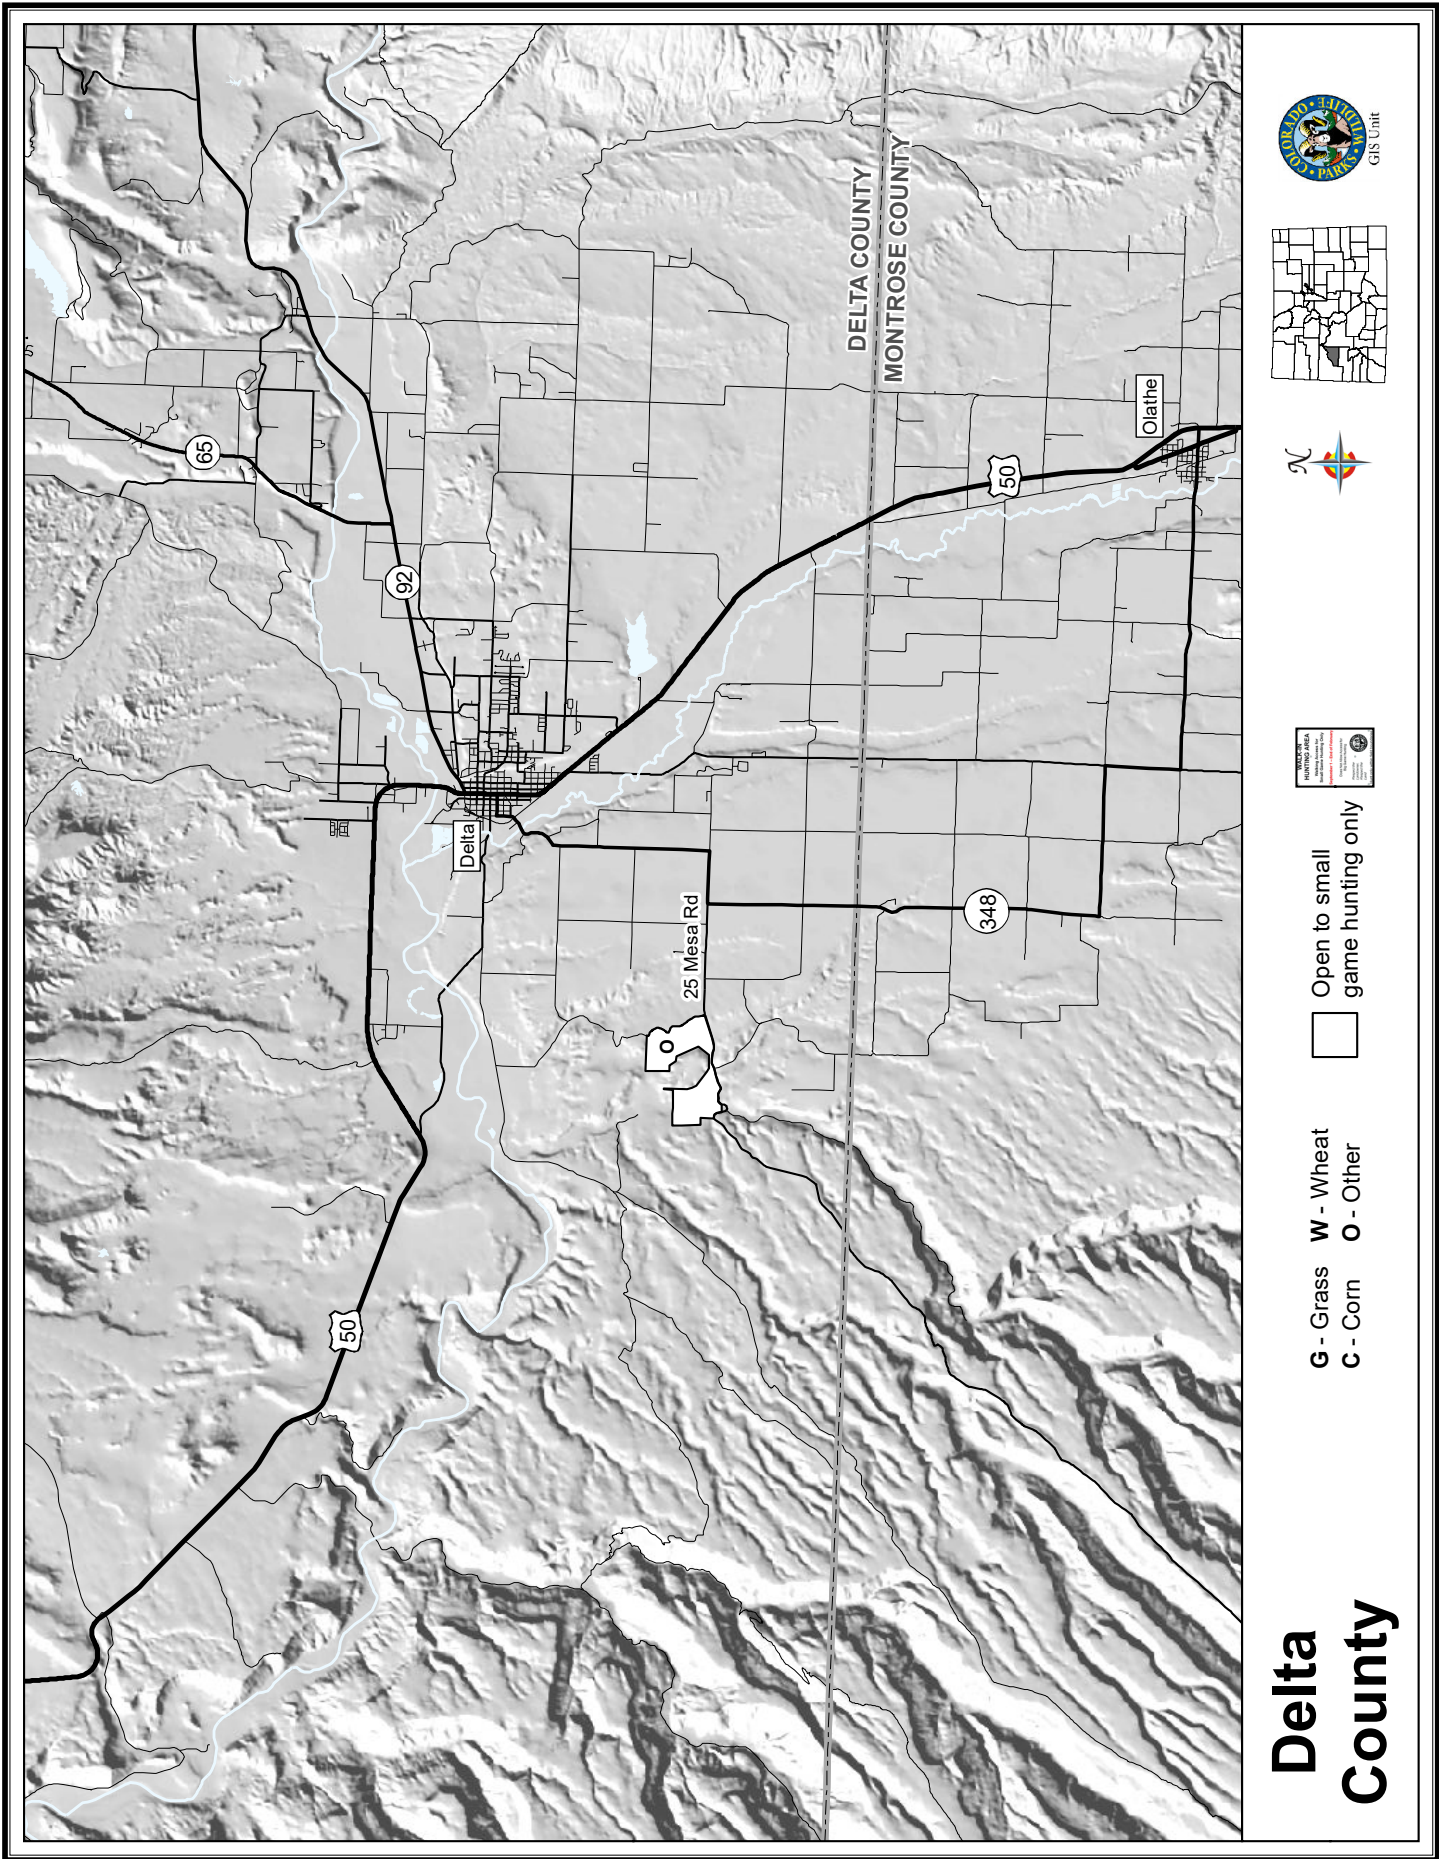 65
92
50
Delta
25 Mesa Rd
DELTA COUNTY
MONTROSE COUNTY
50
Olathe
348
50
O
Delta
County
G - Grass W - Wheat
C - Corn O - Other
Open to small
game hunting only
WALK-IN
HUNTING AREA
N
COLORADO
PARKS • WILDLIFE
GIS Unit